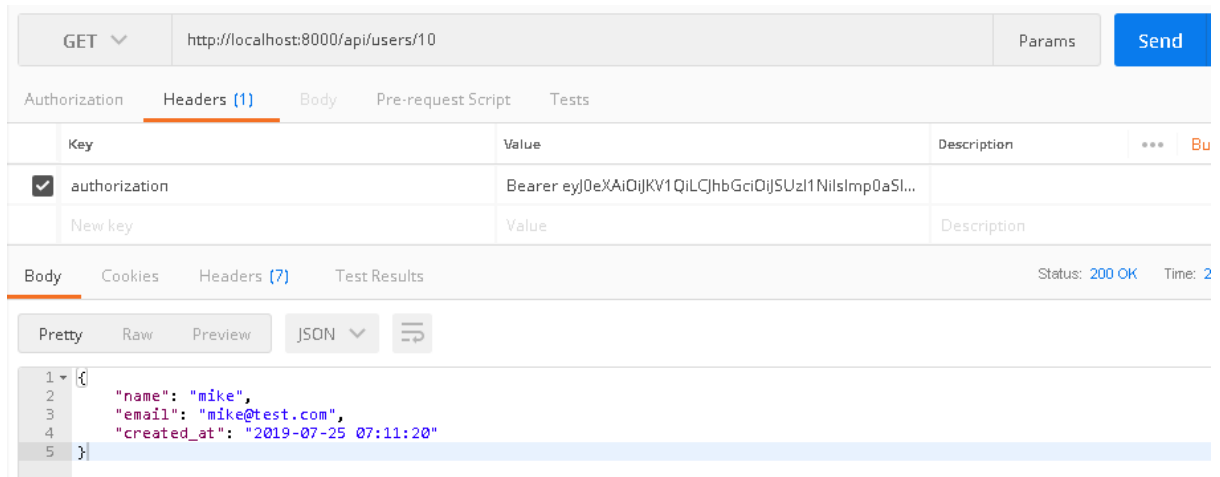 GET http://localhost:8000/api/users/10 Params Send
Authorization Headers (1) Body Pre-request Script Tests
Key Value Description Bu
authorization Bearer eyJ0eXAiOiJKV1QiLCJhbGciOiJSUzI1NiIsImp0aSI...
New key Value Description
Body Cookies Headers (7) Test Results Status: 200 OK Time: 2
Pretty Raw Preview JSON
1 {
2 "name": "mike",
3 "email": "mike@test.com",
4 "created_at": "2019-07-25 07:11:20"
5 }